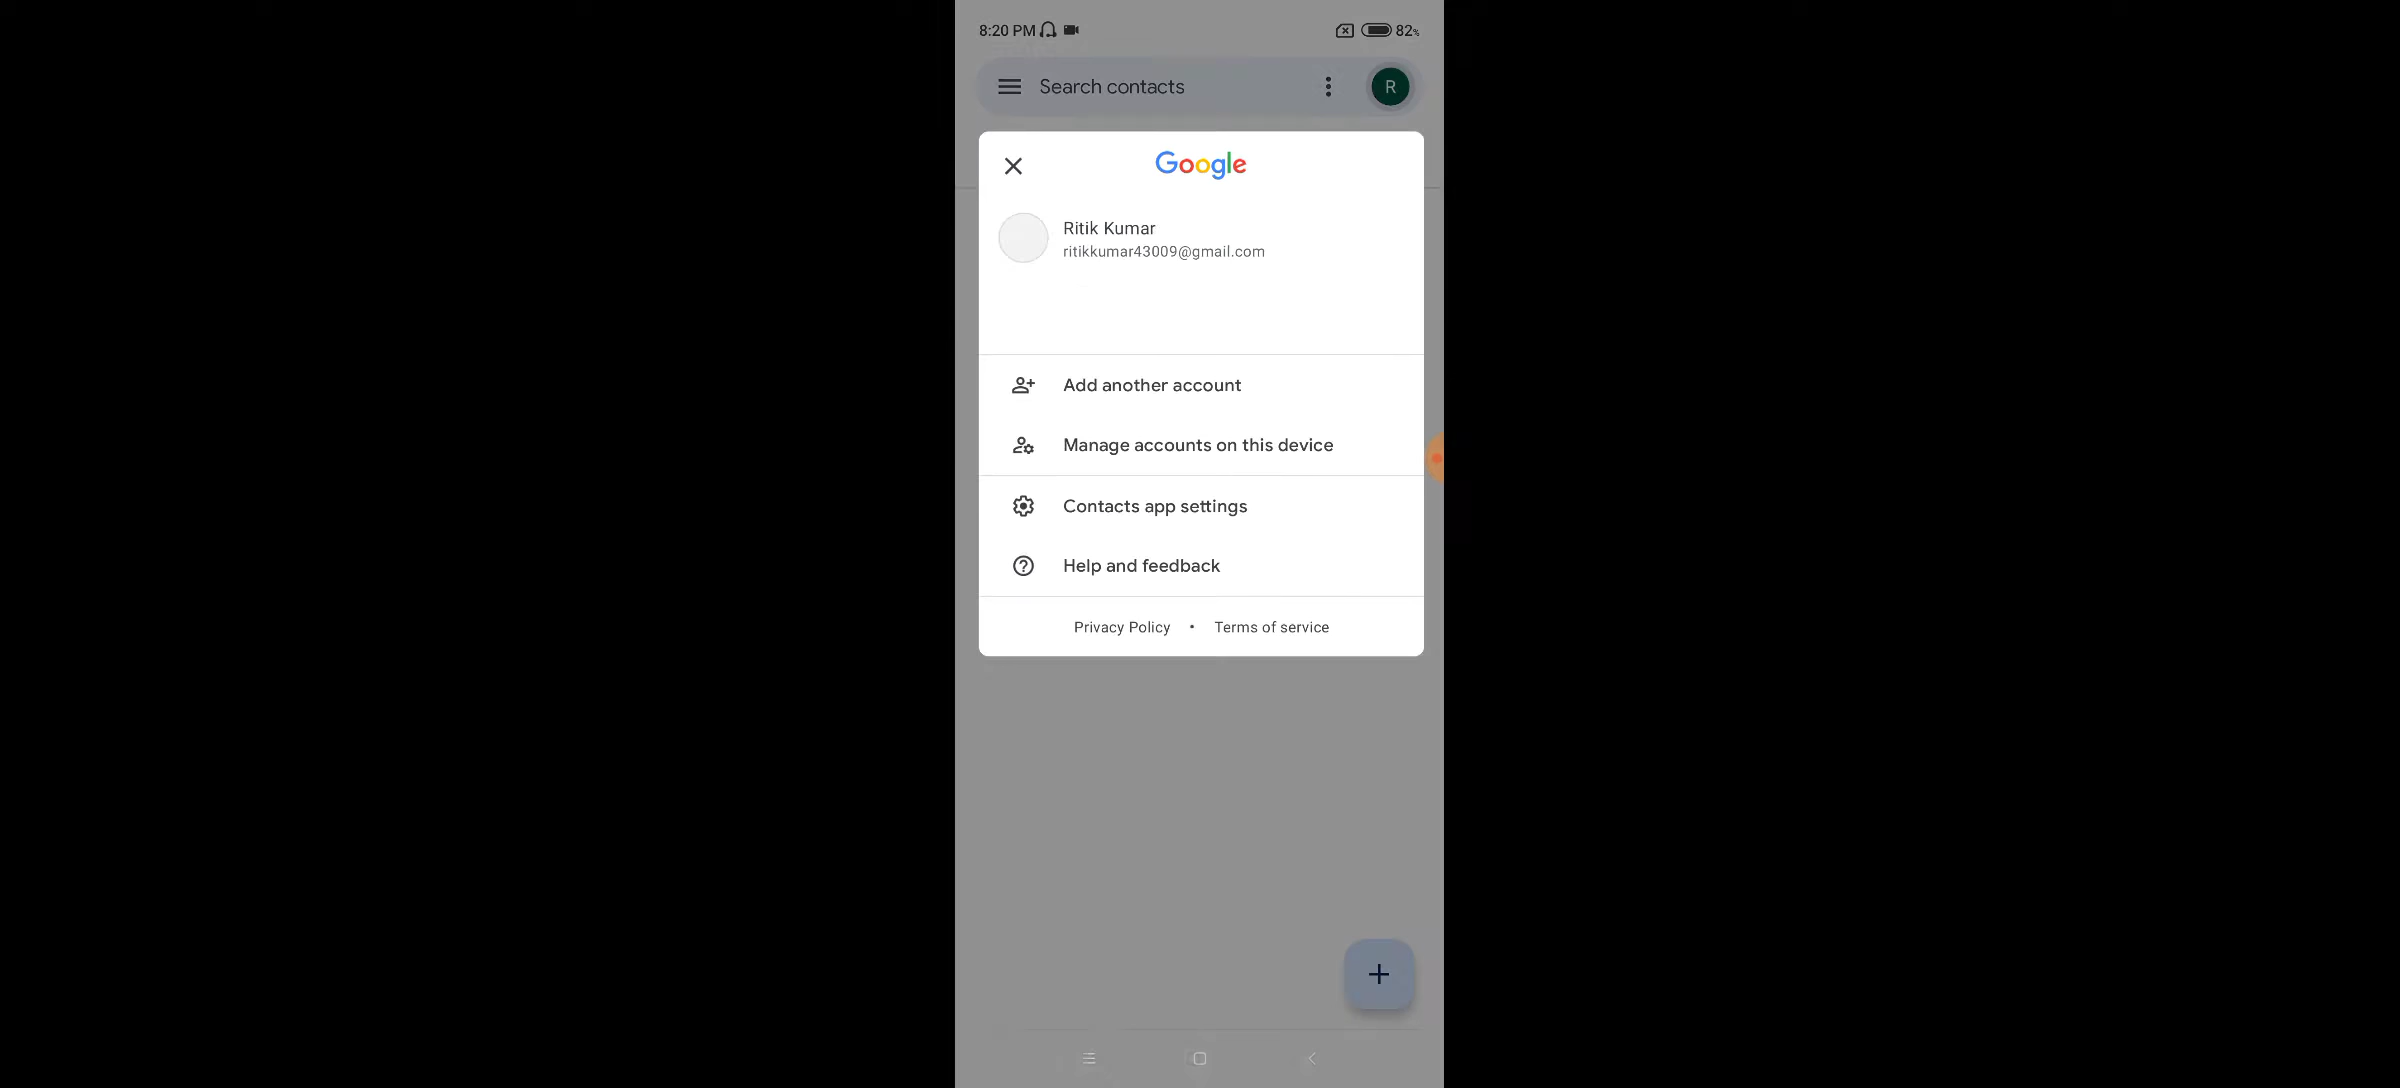 8:20 PM 82%
Search contacts R
Google
Ritik Kumar
ritikkumar43009@gmail.com
Add another account
Manage accounts on this device
Contacts app settings
Help and feedback
Privacy Policy • Terms of service